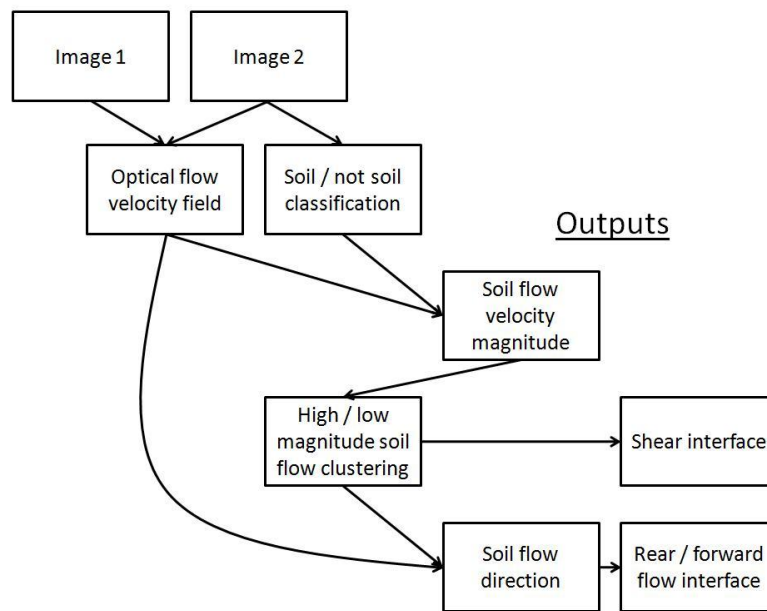 Image 1
Image 2
Optical flow
velocity field
Soil / not soil
classification
Outputs
Soil flow
velocity
magnitude
High / low
magnitude soil
flow clustering
Shear interface
Soil flow
direction
Rear / forward
flow interface